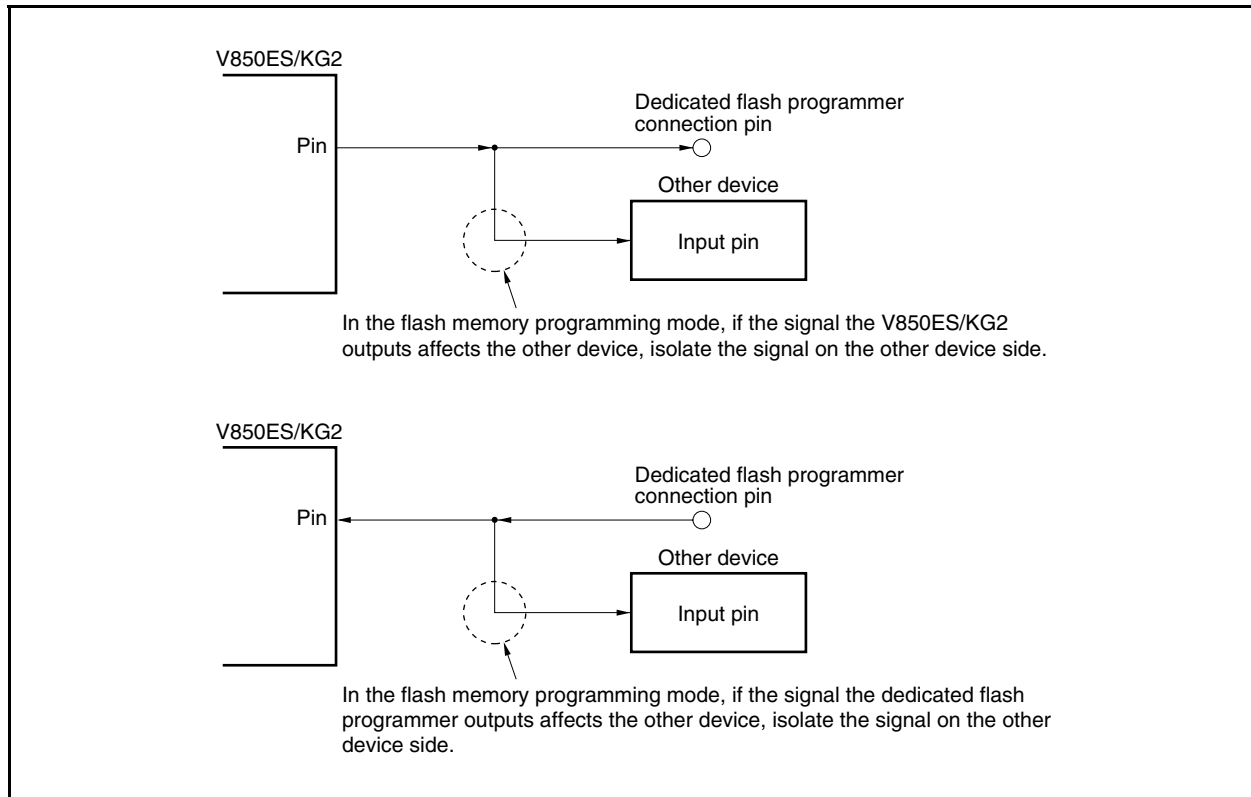 V850ES/KG2
Dedicated flash programmer
connection pin
Pin
Other device
Input pin
In the flash memory programming mode, if the signal the V850ES/KG2
outputs affects the other device, isolate the signal on the other device side.
V850ES/KG2
Dedicated flash programmer
connection pin
Pin
Other device
Input pin
In the flash memory programming mode, if the signal the dedicated flash
programmer outputs affects the other device, isolate the signal on the other
device side.